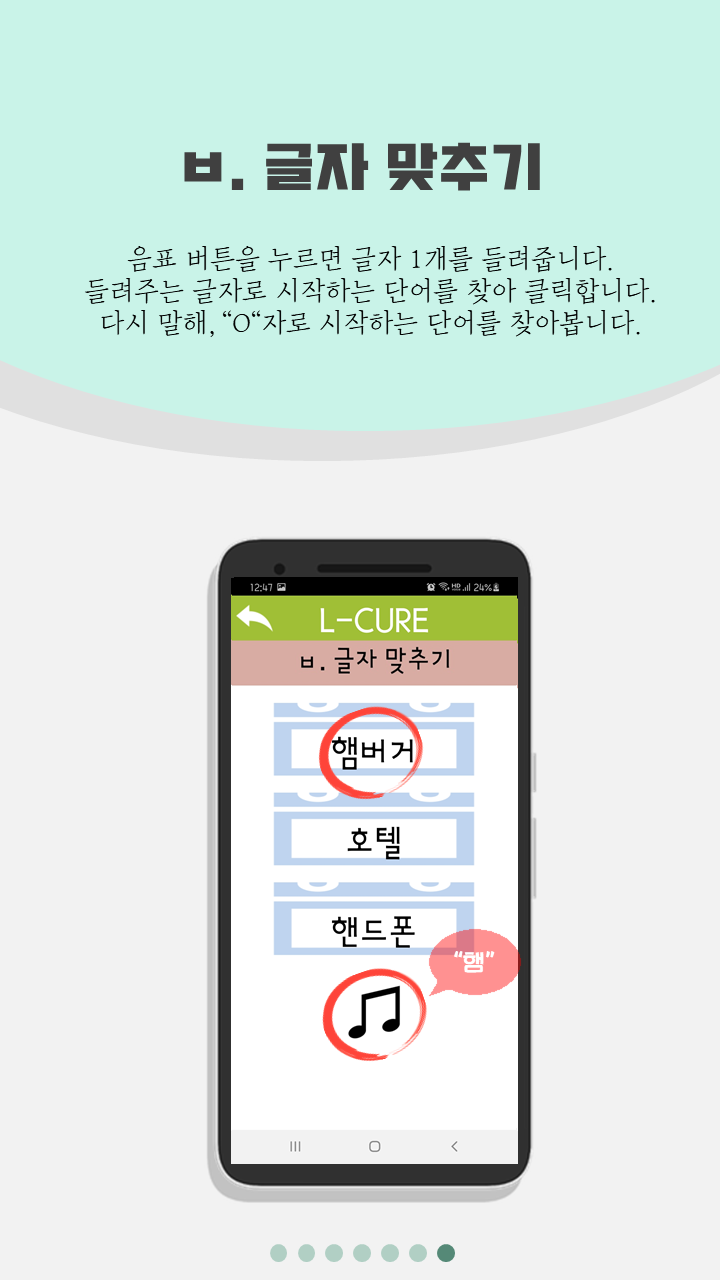 ㅂ. 글자 맞추기
음표 버튼을 누르면 글자 1개를 들려줍니다.
들려주는 글자로 시작하는 단어를 찾아 클릭합니다.
다시 말해, “O“자로 시작하는 단어를 찾아봅니다.
12:47 HD 24%
L-CURE
ㅂ. 글자 맞추기
햄버거
호텔
핸드폰
“햄”